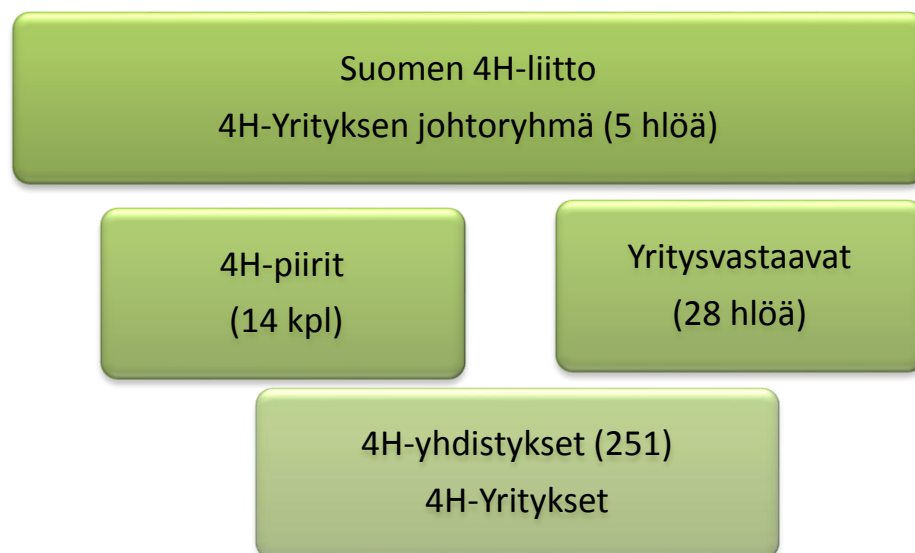 Suomen 4H-liitto
4H-Yrityksen johtoryhmä (5 hlöä)
4H-piirit
(14 kpl)
Yritysvastaavat
(28 hlöä)
4H-yhdistykset (251)
4H-Yritykset